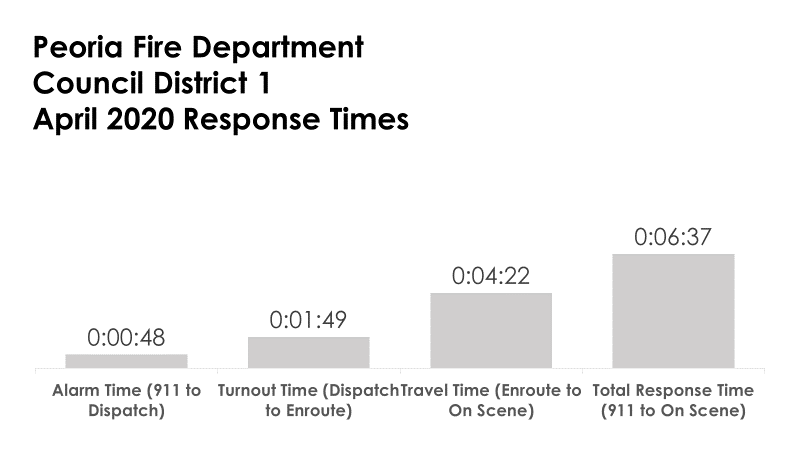 Peoria Fire Department
Council District 1
April 2020 Response Times
0:00:48
0:01:49
0:04:22
0:06:37
Alarm Time (911 to
Dispatch)
Turnout Time (Dispatch
to Enroute)
Travel Time (Enroute to
On Scene)
Total Response Time
(911 to On Scene)